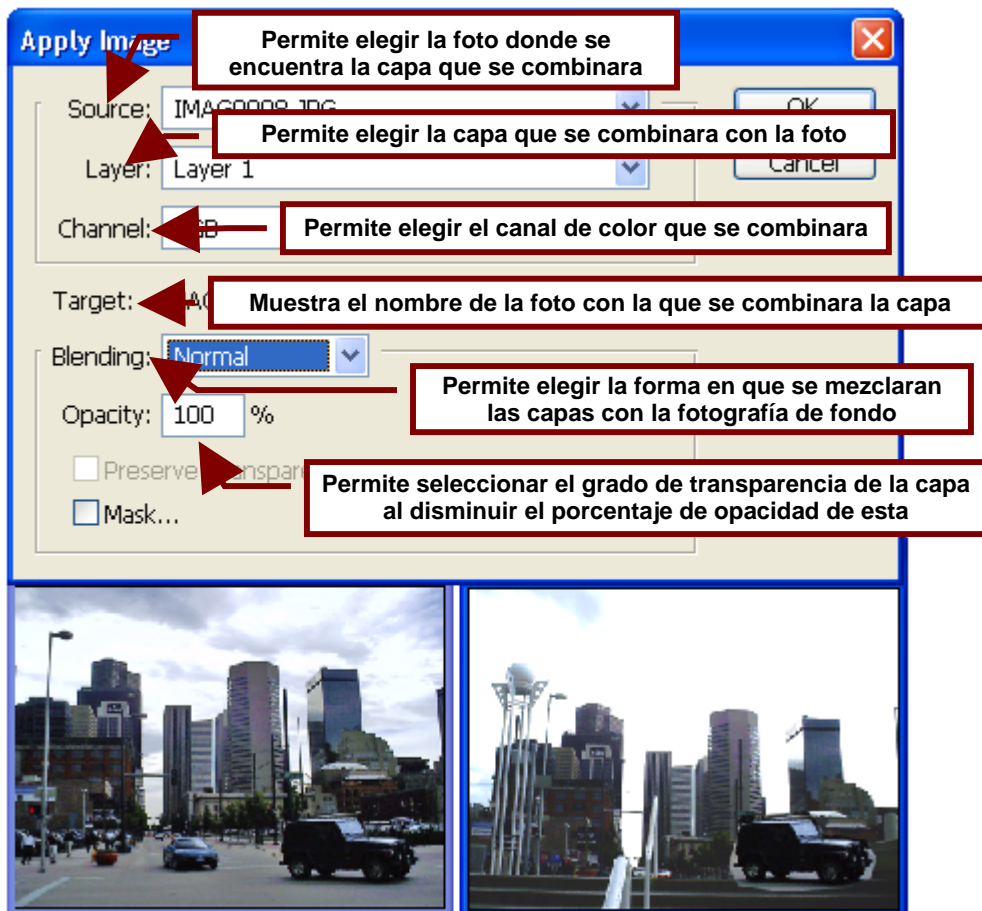 Apply Image
Permite elegir la foto donde se
encuentra la capa que se combinara
Source: IMAG0009.JPG
OK
Permite elegir la capa que se combinara con la foto
Layer: Layer 1
Cancel
Channel:
Permite elegir el canal de color que se combinara
Target:
Muestra el nombre de la foto con la que se combinara la capa
Blending: Normal
Permite elegir la forma en que se mezclaran
las capas con la fotografía de fondo
Opacity: 100 %
Permite seleccionar el grado de transparencia de la capa
al disminuir el porcentaje de opacidad de esta
Mask...